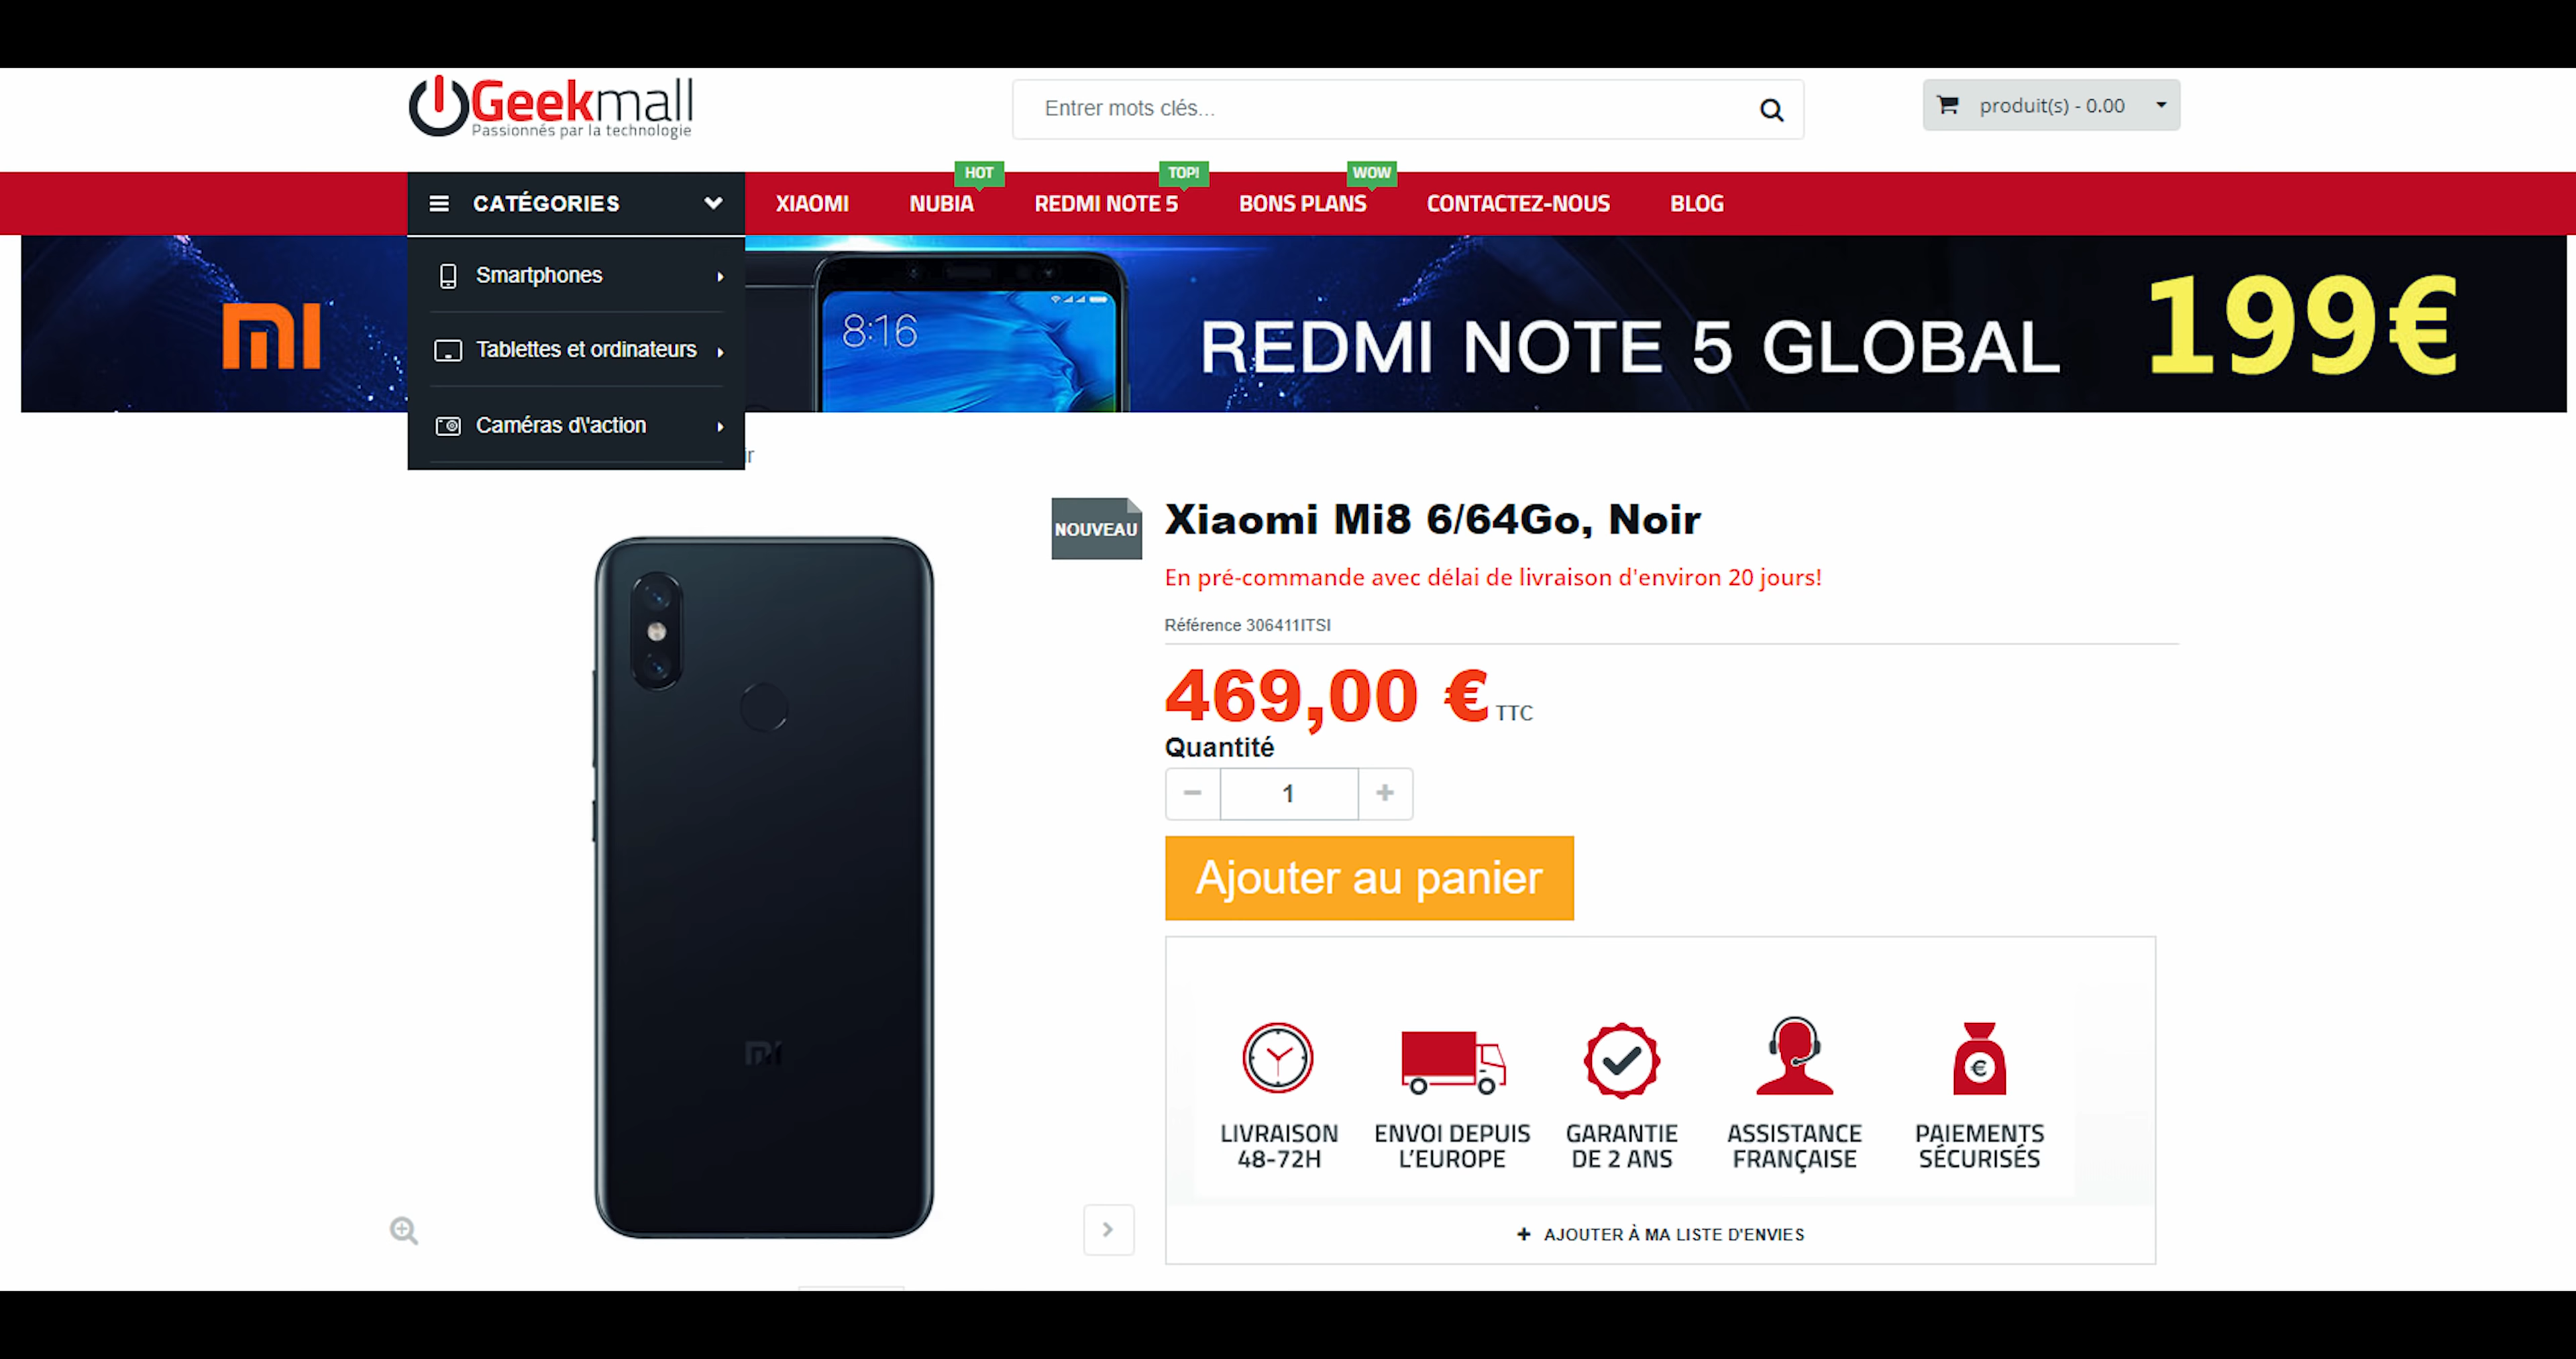 Geekmall
Passionnés par la technologie
Entrer mots clés...
produit(s) - 0.00
HOT
TOP!
WOW
CATÉGORIES
XIAOMI
NUBIA
REDMI NOTE 5
BONS PLANS
CONTACTEZ-NOUS
BLOG
Smartphones
Tablettes et ordinateurs
Caméras d\'action
ir
mi
8:16
REDMI NOTE 5 GLOBAL
199€
NOUVEAU
Xiaomi Mi8 6/64Go, Noir
En pré-commande avec délai de livraison d'environ 20 jours!
Référence 306411ITSI
469,00 € TTC
Quantité
1
Ajouter au panier
mi
LIVRAISON
48-72H
ENVOI DEPUIS
L'EUROPE
GARANTIE
DE 2 ANS
ASSISTANCE
FRANÇAISE
PAIEMENTS
SÉCURISÉS
+ AJOUTER À MA LISTE D'ENVIES